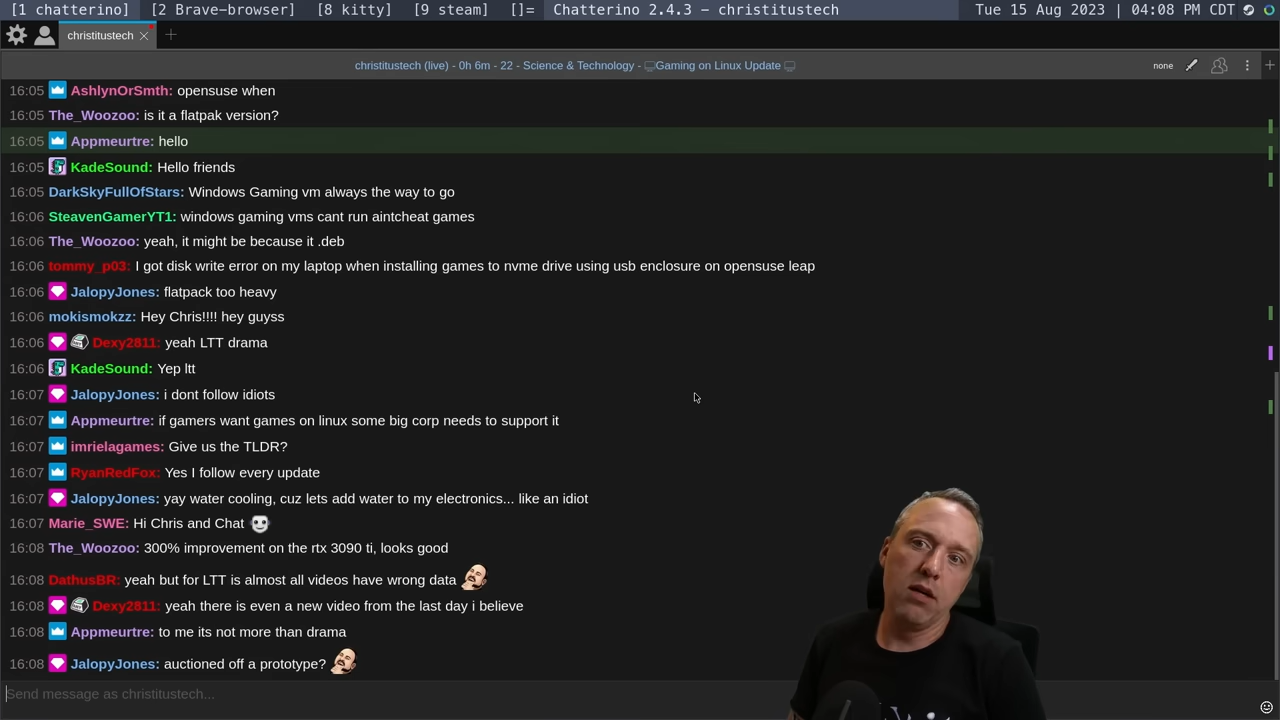 [1 chatterino] [2 Brave-browser] [8 kitty] [9 steam] []= Chatterino 2.4.3 - christitustech Tue 15 Aug 2023 | 04:08 PM CDT
christitustech
christitustech (live) - 0h 6m - 22 - Science & Technology - 🖥️Gaming on Linux Update 🖥️ none
16:05 AshlynOrSmth: opensuse when
16:05 The_Woozoo: is it a flatpak version?
16:05 Appmeurtre: hello
16:05 KadeSound: Hello friends
16:05 DarkSkyFullOfStars: Windows Gaming vm always the way to go
16:06 SteavenGamerYT1: windows gaming vms cant run aintcheat games
16:06 The_Woozoo: yeah, it might be because it .deb
16:06 tommy_p03: I got disk write error on my laptop when installing games to nvme drive using usb enclosure on opensuse leap
16:06 JalopyJones: flatpack too heavy
16:06 mokismokzz: Hey Chris!!!! hey guyss
16:06 Dexy2811: yeah LTT drama
16:06 KadeSound: Yep ltt
16:07 JalopyJones: i dont follow idiots
16:07 Appmeurtre: if gamers want games on linux some big corp needs to support it
16:07 imrielagames: Give us the TLDR?
16:07 RyanRedFox: Yes I follow every update
16:07 JalopyJones: yay water cooling, cuz lets add water to my electronics... like an idiot
16:07 Marie_SWE: Hi Chris and Chat
16:08 The_Woozoo: 300% improvement on the rtx 3090 ti, looks good
16:08 DathusBR: yeah but for LTT is almost all videos have wrong data
16:08 Dexy2811: yeah there is even a new video from the last day i believe
16:08 Appmeurtre: to me its not more than drama
16:08 JalopyJones: auctioned off a prototype?
Send message as christitustech...